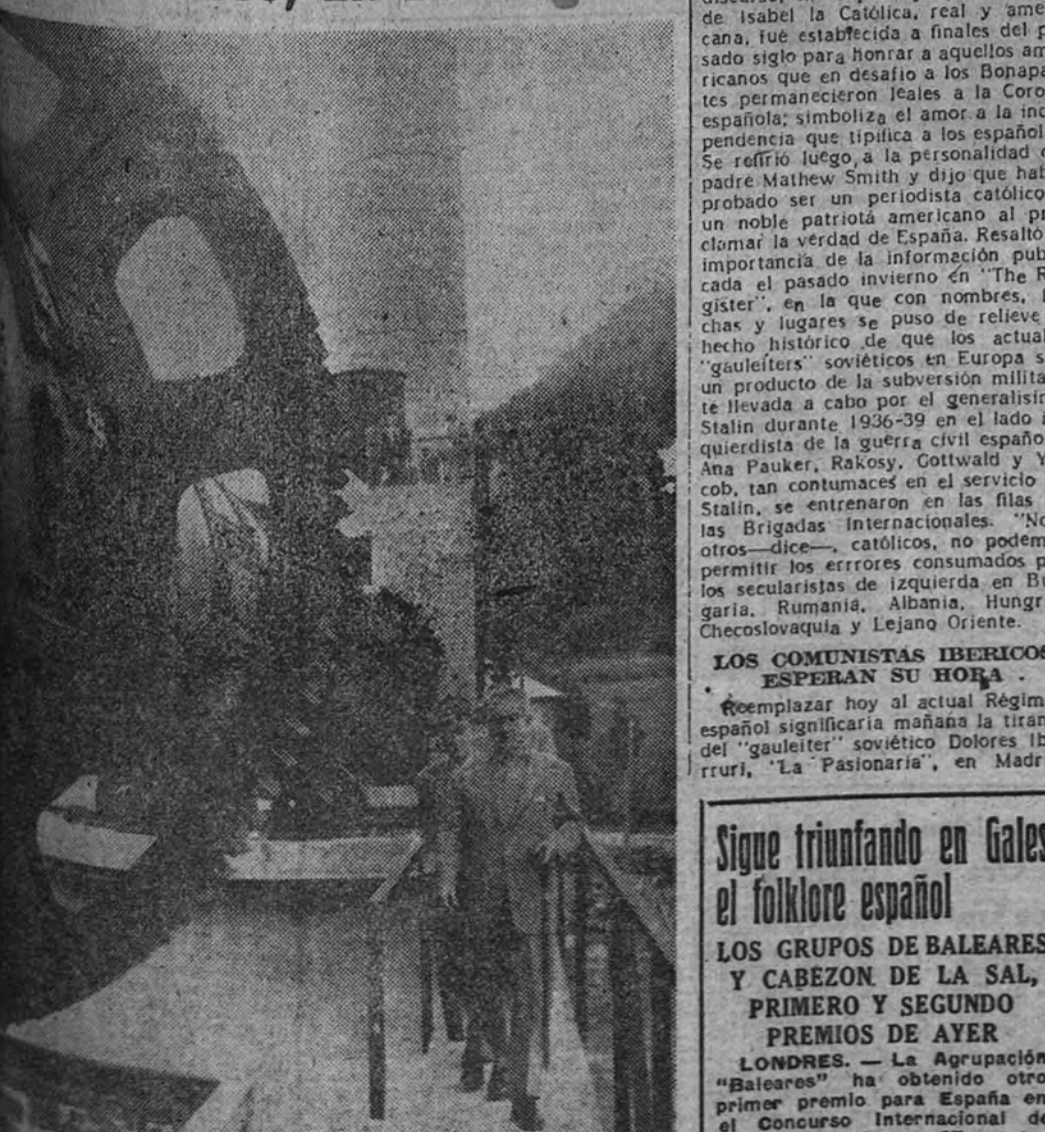 de Isabel la Católica, real y ame
cana, fué establecida a finales del p
sado siglo para honrar a aquellos am
ricanos que en desafio a los Bonapa
tes permanecieron leales a la Coro
española; simboliza el amor a la ind
pendencia que tipifica a los español
Se refirió luego a la personalidad
padre Mathew Smith y dijo que hab
probado ser un periodista católico
un noble patriota americano al pr
clamar la verdad de España. Resaltó
importancia de la información pub
cada el pasado invierno en "The R
gister", en la que con nombres, f
chas y lugares se puso de relieve
hecho histórico de que los actual
"gauleiters" soviéticos en Europa s
un producto de la subversión milita
te llevada a cabo por el generalísim
Stalin durante 1936-39 en el lado i
quierdista de la guerra civil españo
Ana Pauker, Rakosy, Gottwald y Y
cob, tan contumaces en el servicio
Stalin, se entrenaron en las filas
las Brigadas Internacionales. "No
otros—dice—, católicos, no podem
permitir los errrores consumados p
los secularistas de izquierda en Bu
garia, Rumania, Albania, Hungr
Checoslovaquia y Lejano Oriente.
LOS COMUNISTAS IBERICOS
ESPERAN SU HORA .
Reemplazar hoy al actual Régim
español significaria mañana la tiran
del "gauleiter" soviético Dolores Ib
rruri, "La Pasionaria", en Madr
Sigue triunfando en Gales
el folklore español
LOS GRUPOS DE BALEARES
Y CABEZON DE LA SAL,
PRIMERO Y SEGUNDO
PREMIOS DE AYER
LONDRES. — La Agrupación
"Baleares" ha obtenido otro
primer premio para España en
el Concurso Internacional de